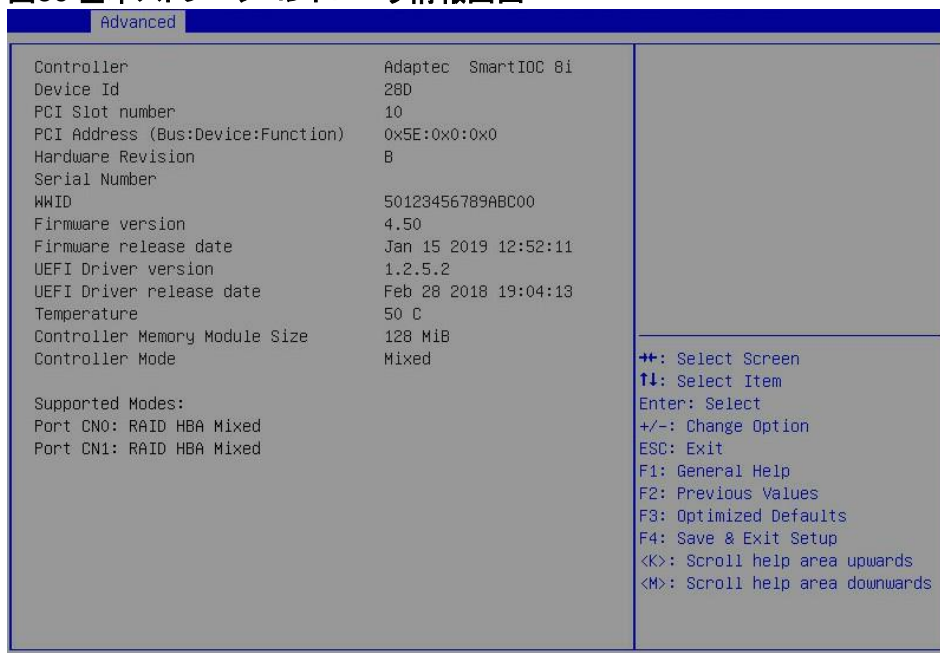 Advanced
Controller Adaptec SmartIOC 8i
Device Id 28D
PCI Slot number 10
PCI Address (Bus:Device:Function) 0x5E:0x0:0x0
Hardware Revision B
Serial Number
WWID 50123456789ABC00
Firmware version 4.50
Firmware release date Jan 15 2019 12:52:11
UEFI Driver version 1.2.5.2
UEFI Driver release date Feb 28 2018 19:04:13
Temperature 50 C
Controller Memory Module Size 128 MiB
Controller Mode Mixed
Supported Modes:
Port CN0: RAID HBA Mixed
Port CN1: RAID HBA Mixed
→←: Select Screen
↑↓: Select Item
Enter: Select
+/-: Change Option
ESC: Exit
F1: General Help
F2: Previous Values
F3: Optimized Defaults
F4: Save & Exit Setup
<K>: Scroll help area upwards
<M>: Scroll help area downwards